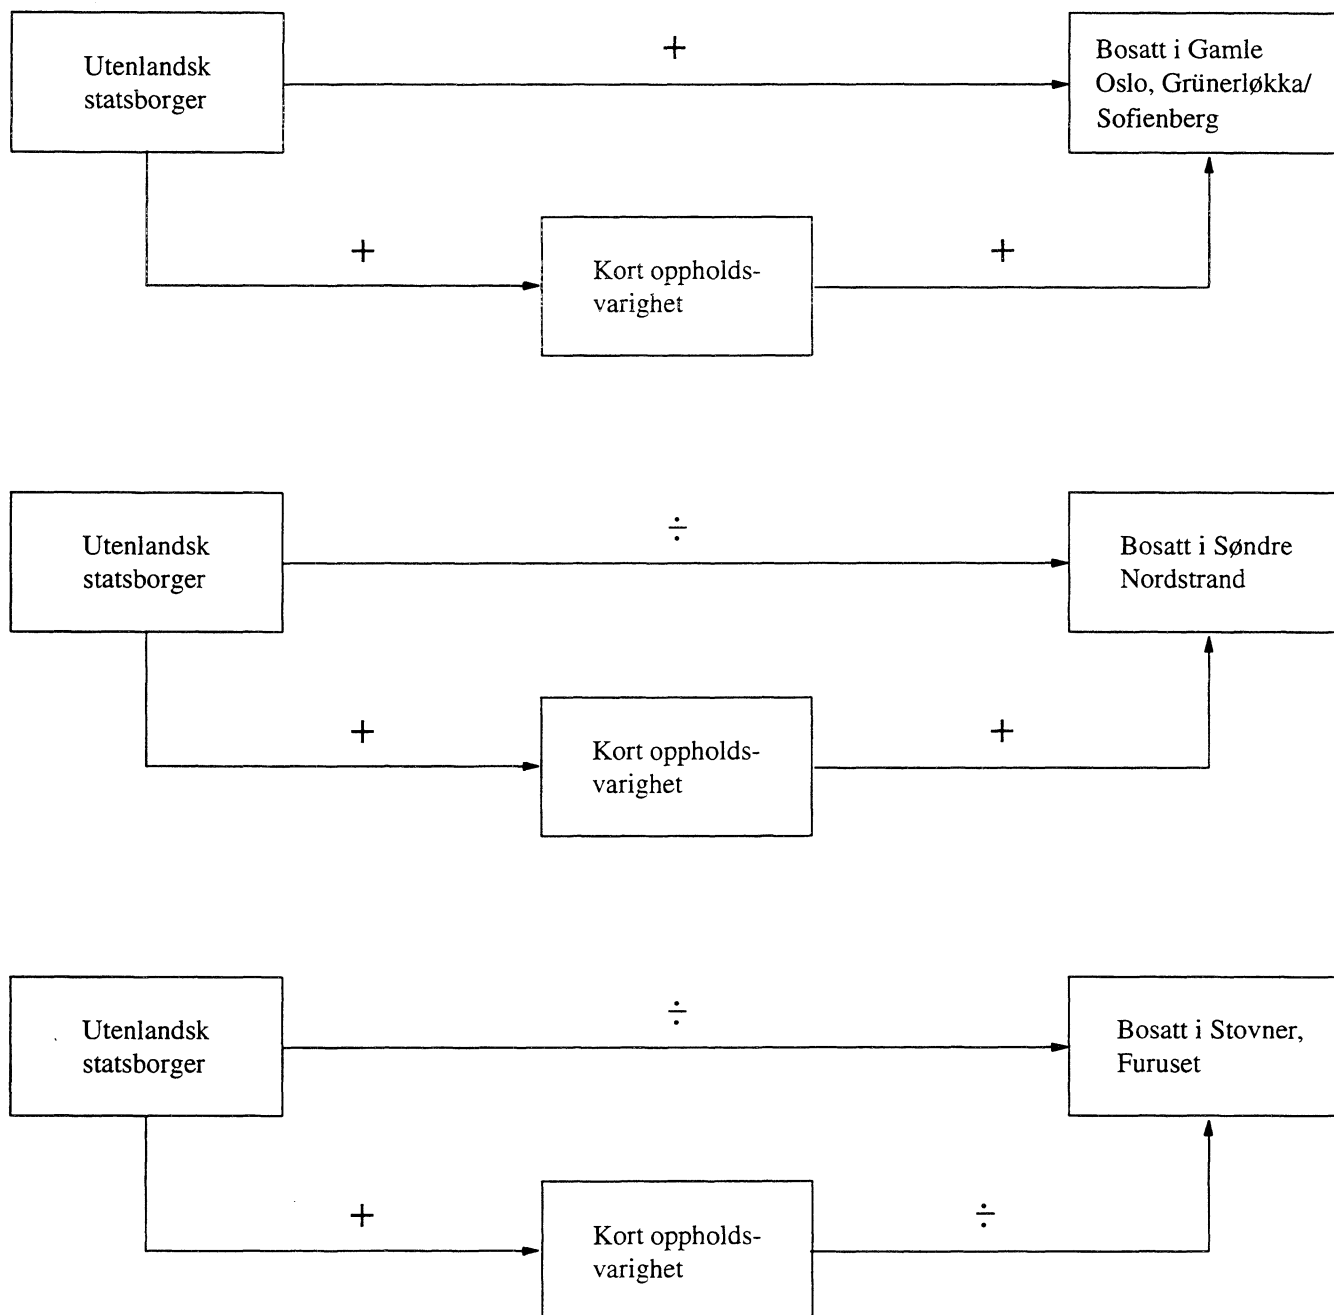 +
Utenlandsk
statsborger
Bosatt i Gamle
Oslo, Grünerløkka/
Sofienberg
+
+
Kort oppholds-
varighet
÷
Utenlandsk
statsborger
Bosatt i Søndre
Nordstrand
+
+
Kort oppholds-
varighet
÷
Utenlandsk
statsborger
Bosatt i Stovner,
Furuset
+
÷
Kort oppholds-
varighet